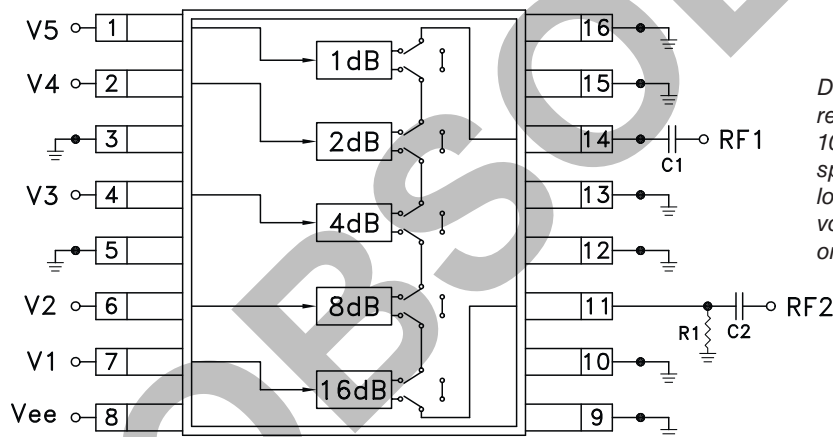 V5 1 1dB 16
V4 2 15
3 2dB 14 RF1
C1
V3 4 4dB 13
5 12
V2 6 8dB 11 RF2
R1 C2
V1 7 16dB 10
Vee 8 9
OBSOL